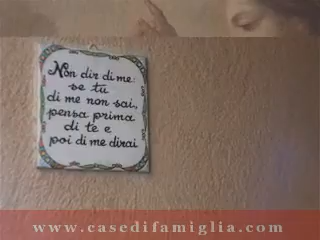 Non dir di me:
se tu
di me non sai,
pensa prima
di te e
poi di me dirai
www.casedifamiglia.com